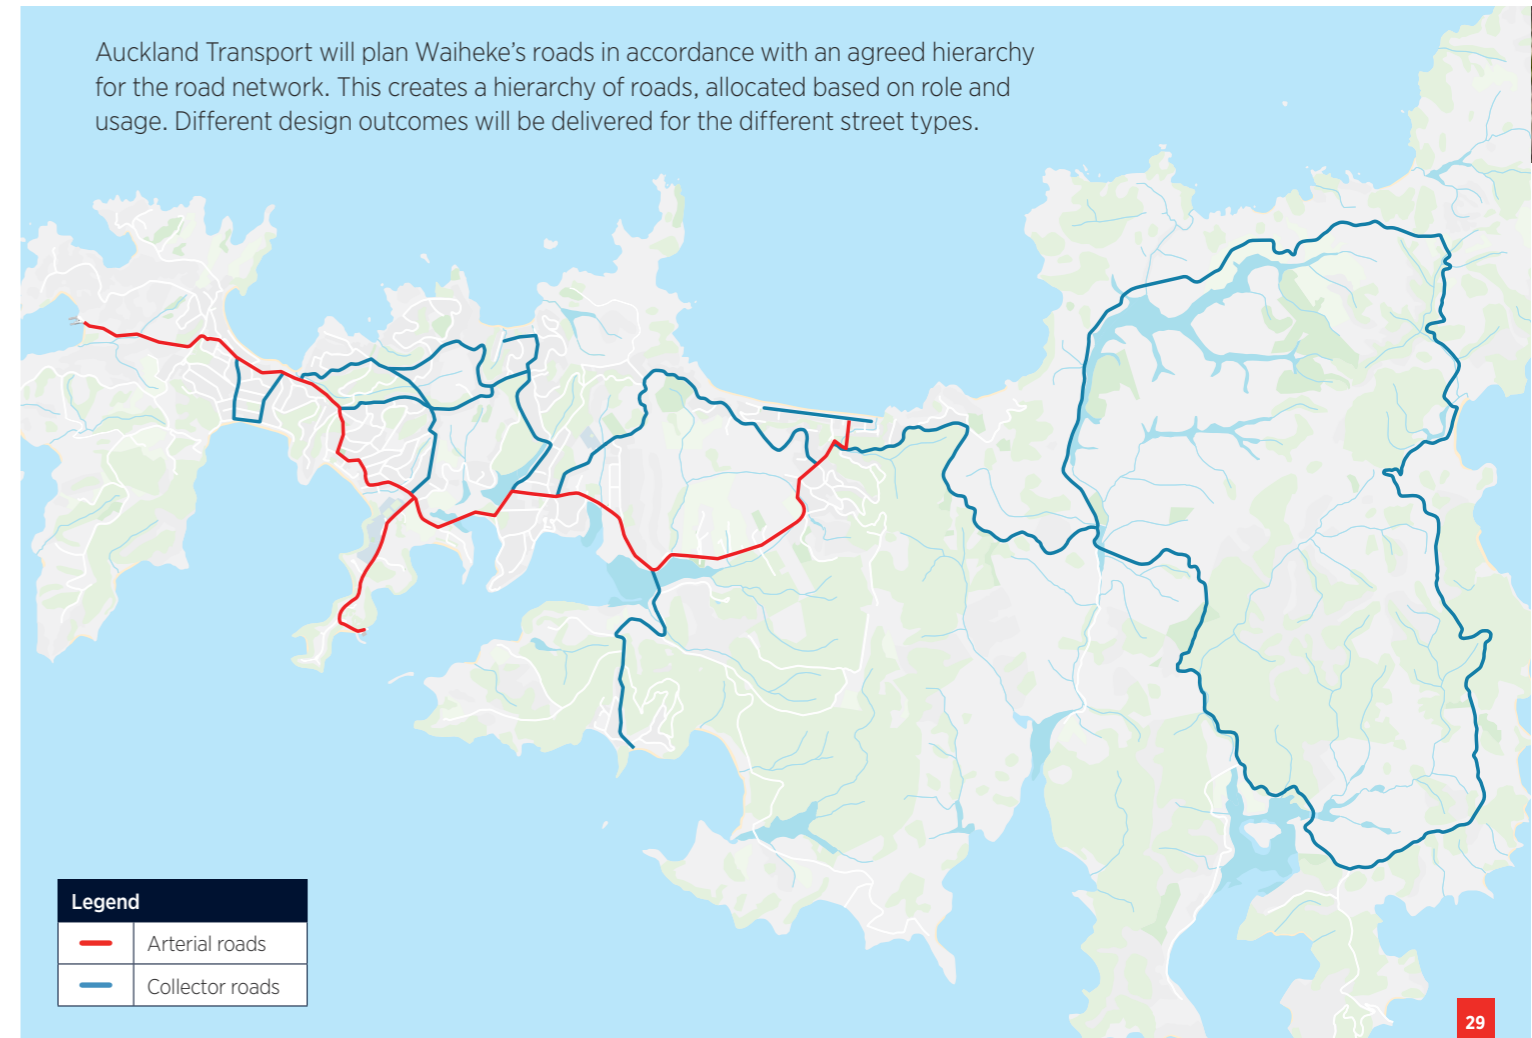 Auckland Transport will plan Waiheke’s roads in accordance with an agreed hierarchy
for the road network. This creates a hierarchy of roads, allocated based on role and
usage. Different design outcomes will be delivered for the different street types.
Legend
Arterial roads
Collector roads
29